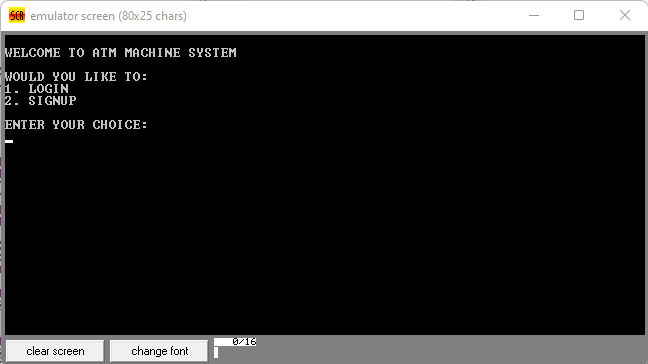 SCR
emulator screen (80x25 chars)
WELCOME TO ATM MACHINE SYSTEM
WOULD YOU LIKE TO:
1. LOGIN
2. SIGNUP
ENTER YOUR CHOICE:
clear screen
change font
0/16